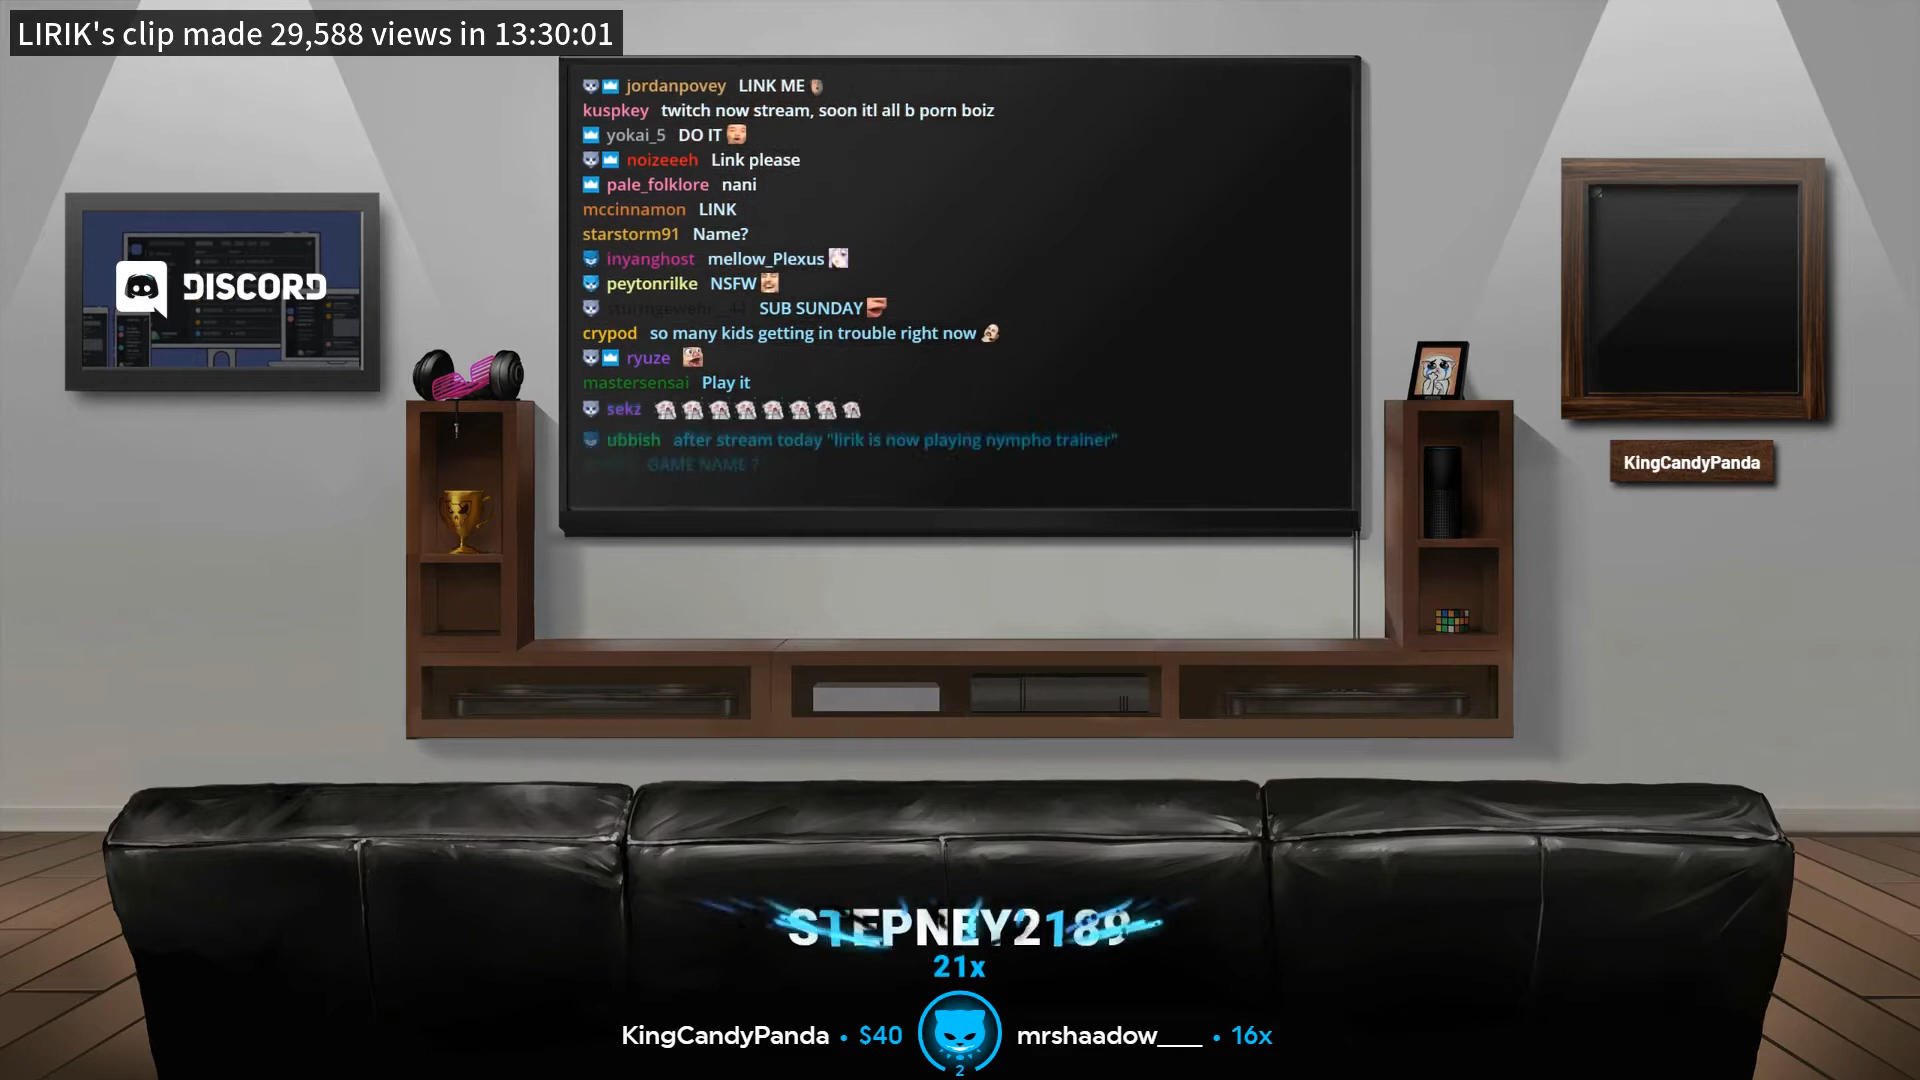 LIRIK's clip made 29,588 views in 13:30:01
jordanpovey LINK ME
kuspkey twitch now stream, soon itl all b porn boiz
yokai_5 DO IT
noizeeeh Link please
pale_folklore nani
mccinnamon LINK
starstorm91 Name?
inyanghost mellow_Plexus
peytonrilke NSFW
SUB SUNDAY
crypod so many kids getting in trouble right now
ryuze
mastersensai Play it
sekz
ubbish after stream today "lirik is now playing nympho trainer"
GAME NAME ?
DISCORD
KingCandyPanda
STEPNEY2189
21x
KingCandyPanda • $40
2
mrshaadow___ • 16x